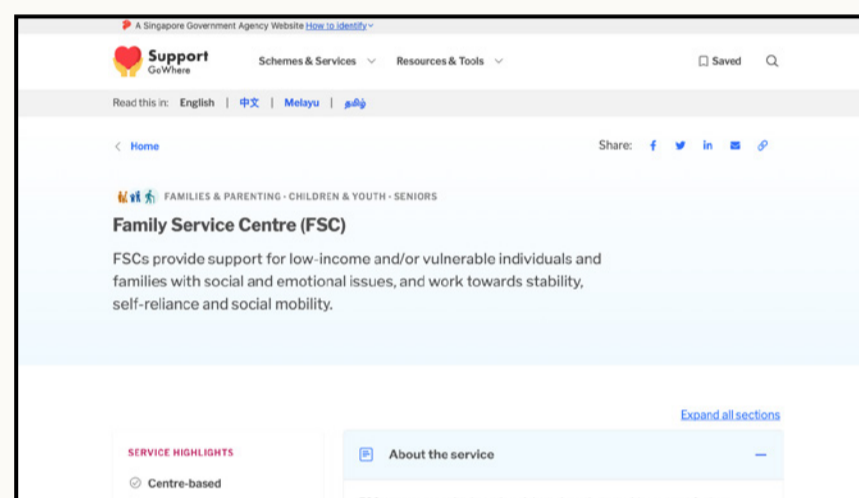 A Singapore Government Agency Website How to identify
Support
GoWhere
Schemes & Services
Resources & Tools
Saved
Read this in: English | 中文 | Melayu | தமிழ்
Home
Share:
FAMILIES & PARENTING · CHILDREN & YOUTH · SENIORS
Family Service Centre (FSC)
FSCs provide support for low-income and/or vulnerable individuals and
families with social and emotional issues, and work towards stability,
self-reliance and social mobility.
Expand all sections
SERVICE HIGHLIGHTS
About the service
Centre-based